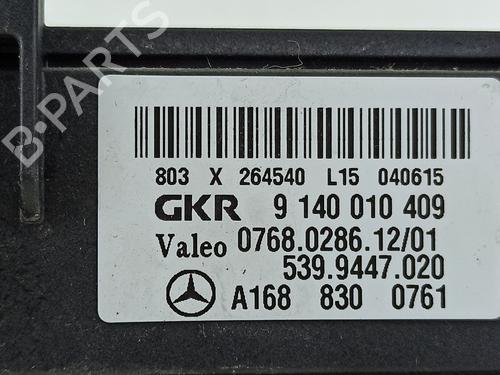 B-PARTS
803 X 264540 L15 040615
GKR 9 140 010 409
Valeo 0768.0286.12/01
539.9447.020
A168 830 0761